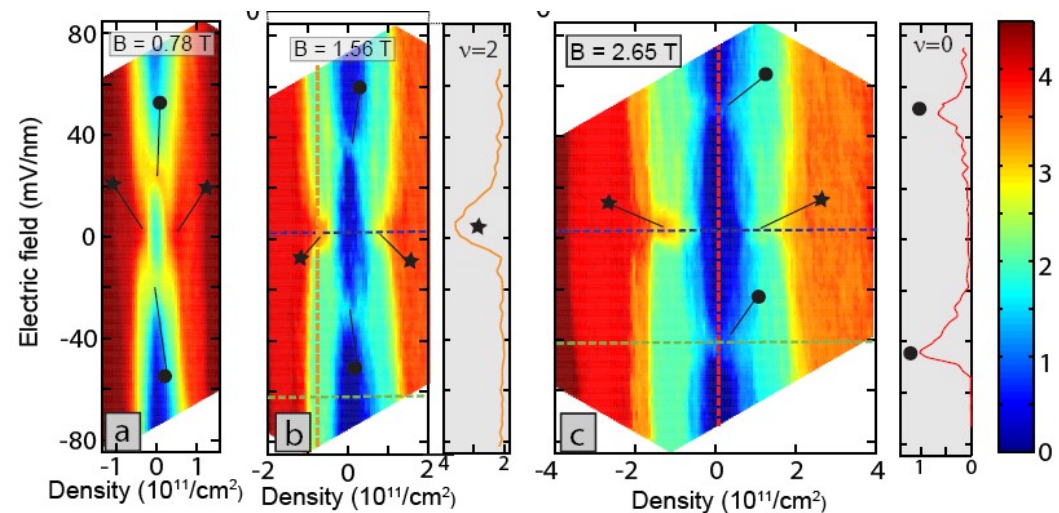 0
0
80
40
0
-40
-80
Electric field (mV/nm)
B = 0.78 T
a
-1 0 1
Density (10¹¹/cm²)
B = 1.56 T
b
-2 0 2
Density (10¹¹/cm²)
ν=2
4 2
B = 2.65 T
c
-4 -2 0 2 4
Density (10¹¹/cm²)
ν=0
1 0
4
3
2
1
0